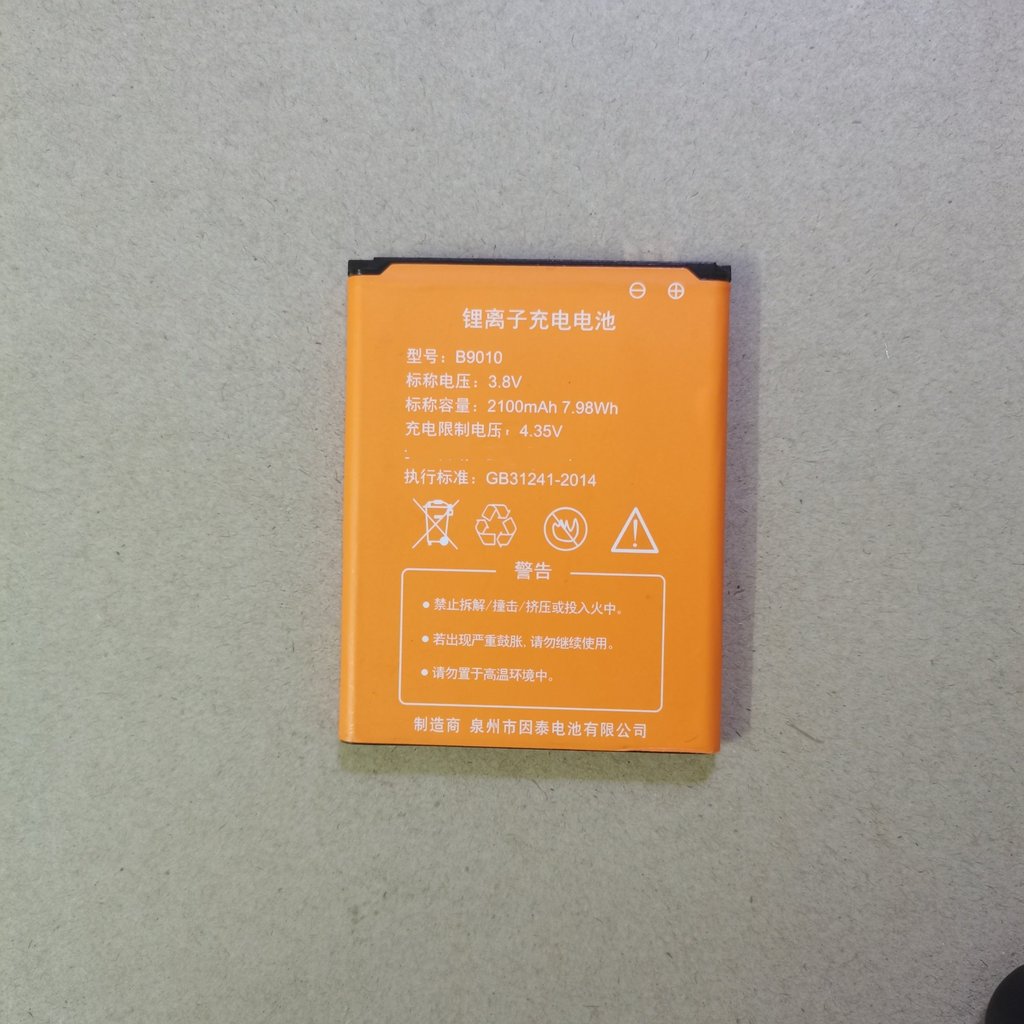 锂离子充电电池
型号：B9010
标称电压：3.8V
标称容量：2100mAh 7.98Wh
充电限制电压：4.35V
执行标准：GB31241-2014
警告
●禁止拆解/撞击/挤压或投入火中。
●若出现严重鼓胀,请勿继续使用。
●请勿置于高温环境中。
制造商 泉州市因泰电池有限公司